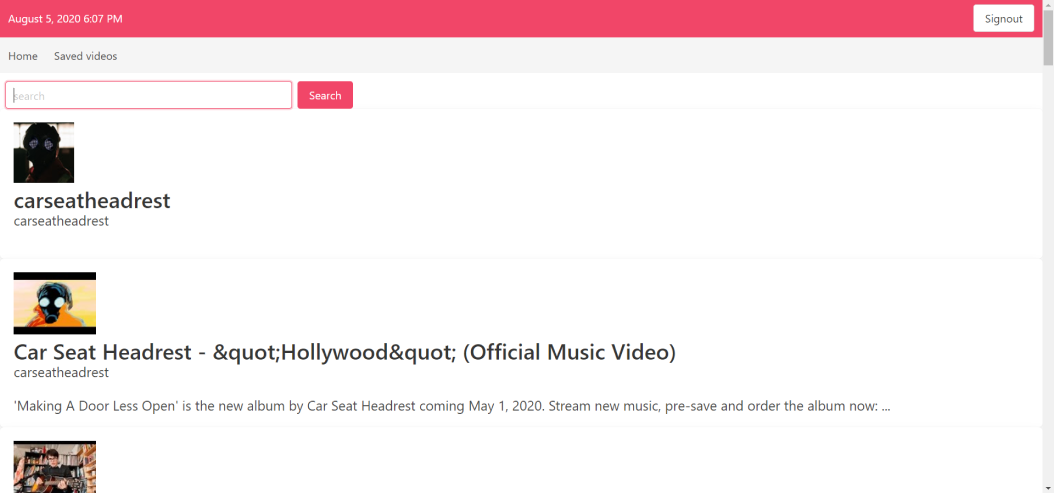 August 5, 2020 6:07 PM
Signout
Home Saved videos
search
Search
carseatheadrest
carseatheadrest
Car Seat Headrest - &quot;Hollywood&quot; (Official Music Video)
carseatheadrest
'Making A Door Less Open' is the new album by Car Seat Headrest coming May 1, 2020. Stream new music, pre-save and order the album now: ...